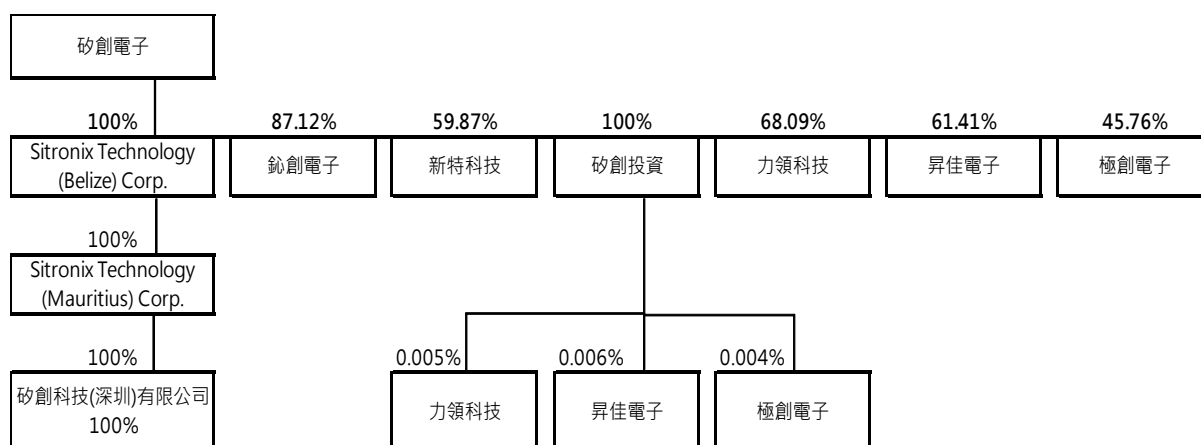 矽創電子
100%
87.12%
59.87%
100%
68.09%
61.41%
45.76%
Sitronix Technology
(Belize) Corp.
鈊創電子
新特科技
矽創投資
力領科技
昇佳電子
極創電子
100%
Sitronix Technology
(Mauritius) Corp.
100%
0.005%
0.006%
0.004%
矽創科技(深圳)有限公司
100%
力領科技
昇佳電子
極創電子